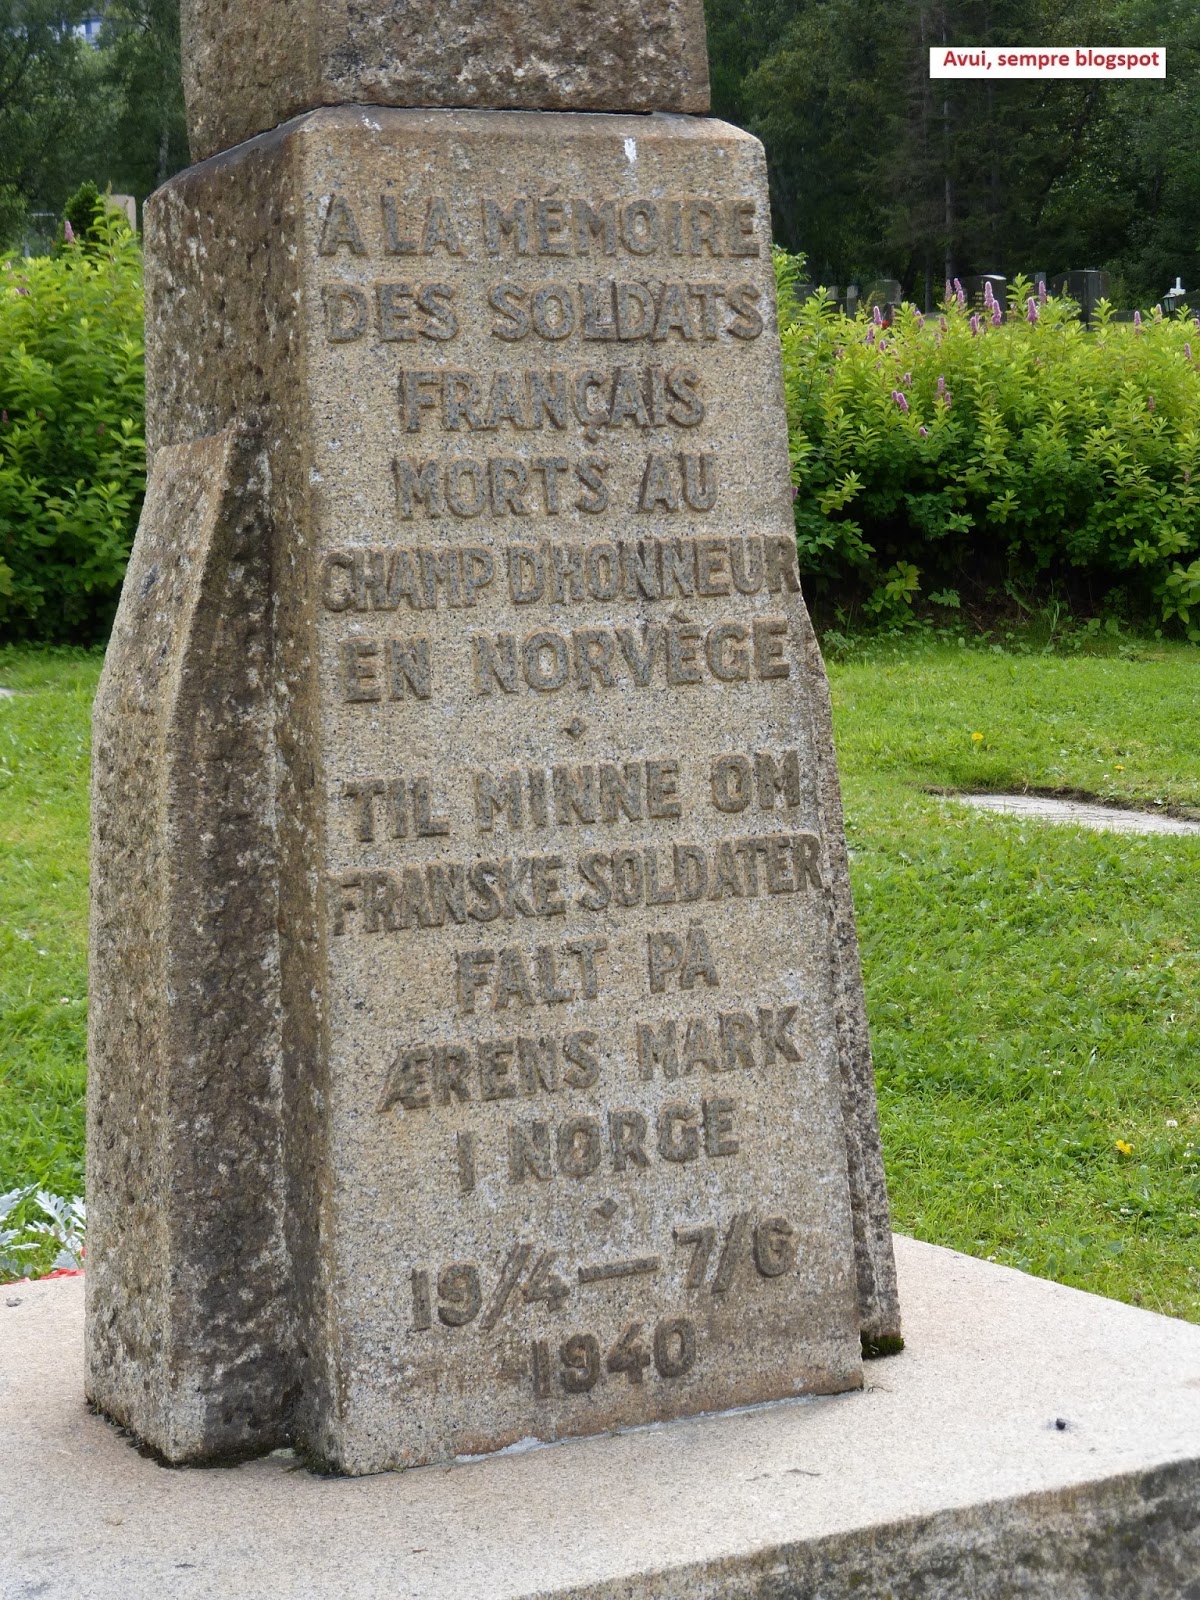 Avui, sempre blogspot
A LA MÉMOIRE
DES SOLDATS
FRANÇAIS
MORTS AU
CHAMP D'HONNEUR
EN NORVÈGE
TIL MINNE OM
FRANSKE SOLDATER
FALT PÅ
ÆRENS MARK
I NORGE
19/4 — 7/6
1940